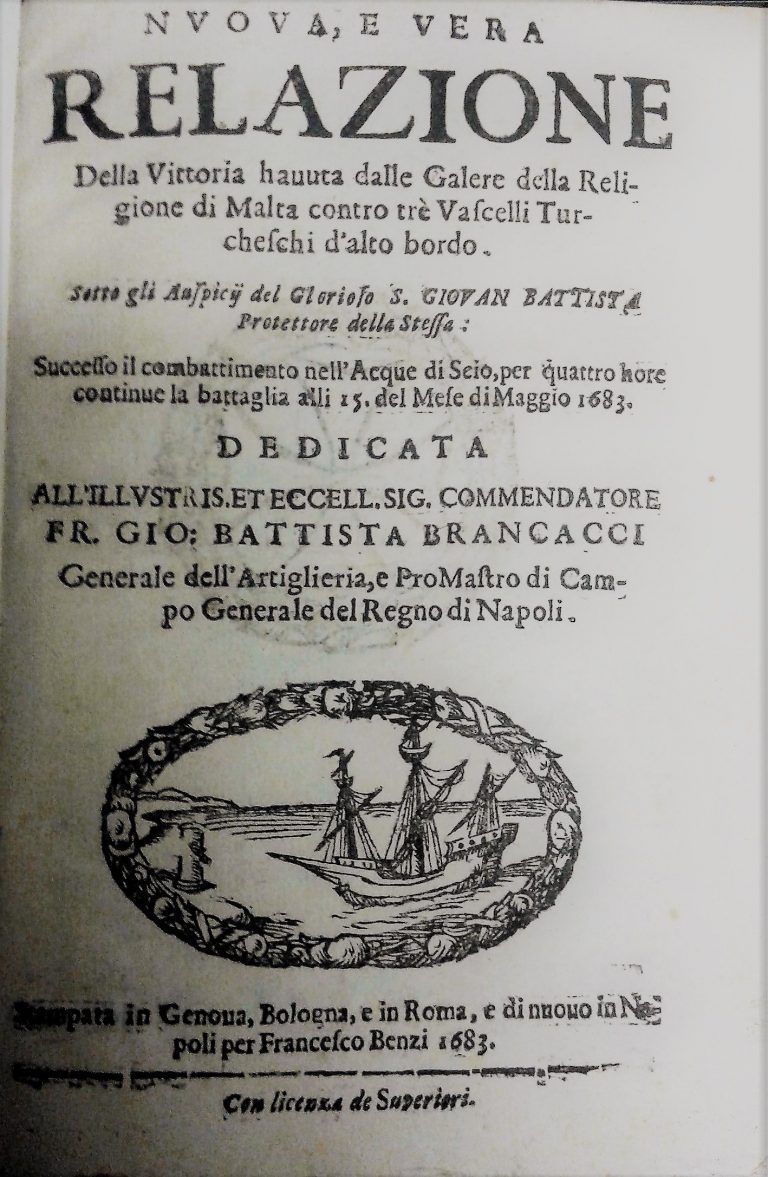 NVOVA, E VERA
RELAZIONE
Della Vittoria hauuta dalle Galere della Reli-
gione di Malta contro trè Vaſcelli Tur-
cheſchi d'alto bordo.
Sotto gli Auſpicij del Glorioſo S. GIOVAN BATTISTA
Protettore della Steſſa :
Succeſſo il combattimento nell'Acque di Scio, per quattro hore
continue la battaglia alli 15. del Meſe di Maggio 1683.
DEDICATA
ALL'ILLVSTRIS. ET ECCELL. SIG. COMMENDATORE
FR. GIO: BATTISTA BRANCACCI
Generale dell'Artiglieria, e ProMaſtro di Cam-
po Generale del Regno di Napoli.
Stampata in Genoua, Bologna, e in Roma, e di nuouo in Na-
poli per Franceſco Benzi 1683.
Con licenza de Superiori.